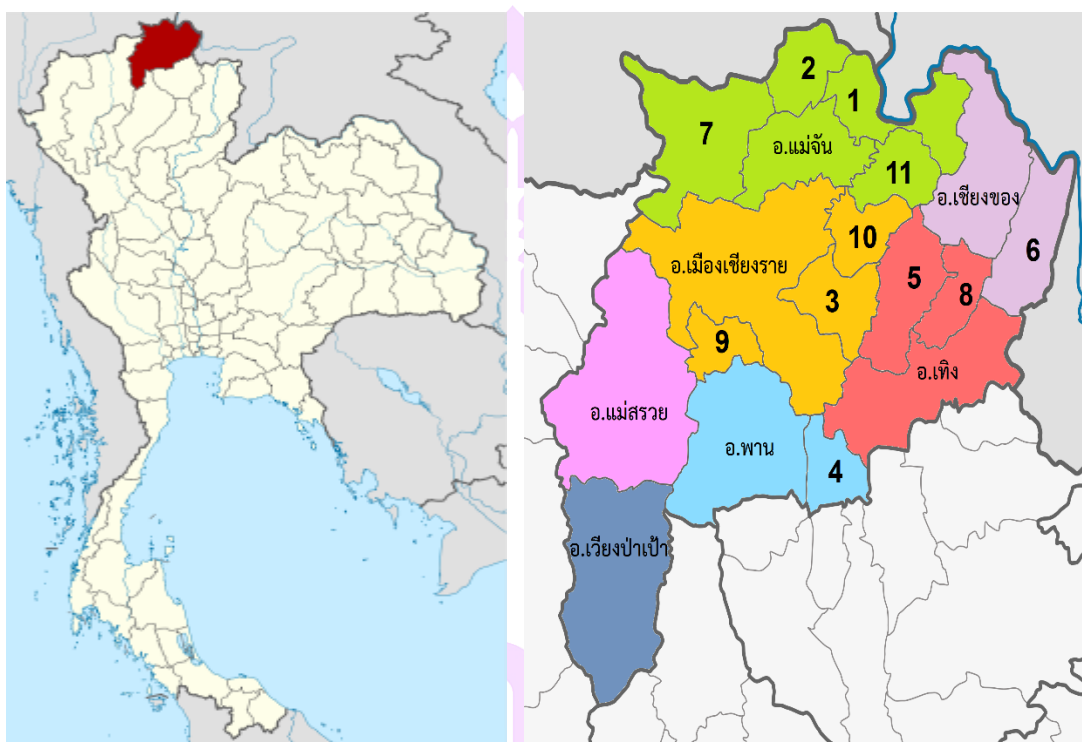 2
1
7
อ.แม่จัน
11
อ.เชียงของ
10
6
อ.เมืองเชียงราย
5
3
8
9
อ.เทิง
อ.แม่สรวย
อ.พาน
4
อ.เวียงป่าเป้า